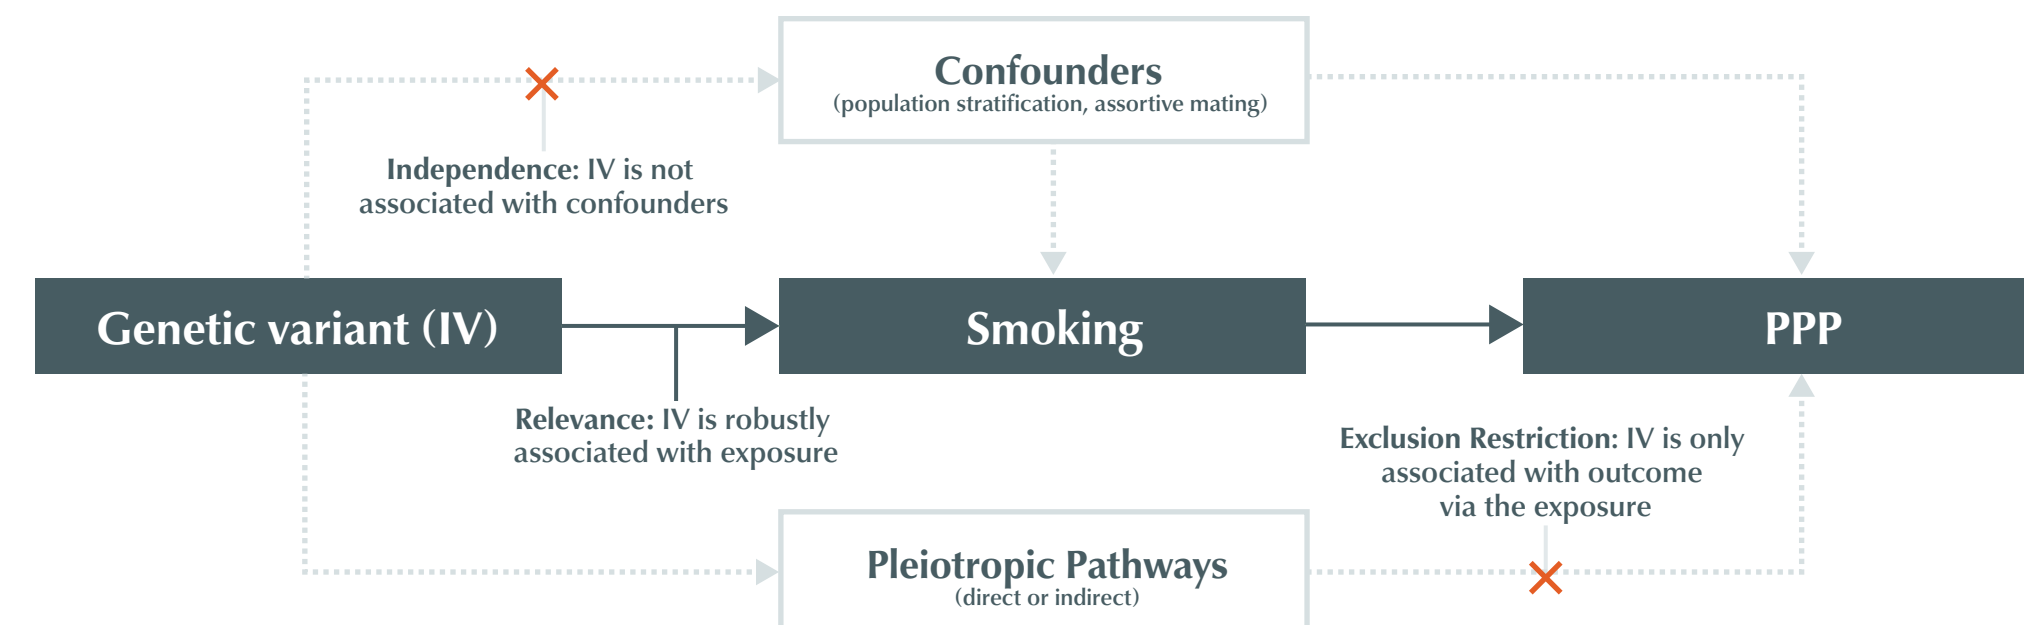 Confounders
(population stratification, assortive mating)
Independence: IV is not
associated with confounders
Genetic variant (IV)
Smoking
PPP
Relevance: IV is robustly
associated with exposure
Exclusion Restriction: IV is only
associated with outcome
via the exposure
Pleiotropic Pathways
(direct or indirect)